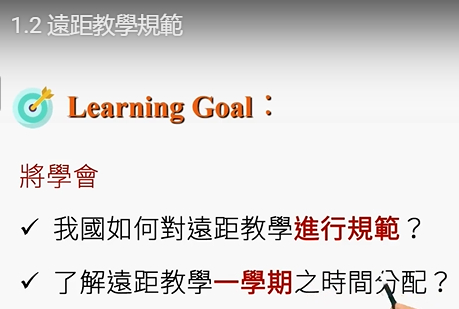 1.2 遠距教學規範
Learning Goal：
將學會
✓ 我國如何對遠距教學進行規範？
✓ 了解遠距教學一學期之時間分配？